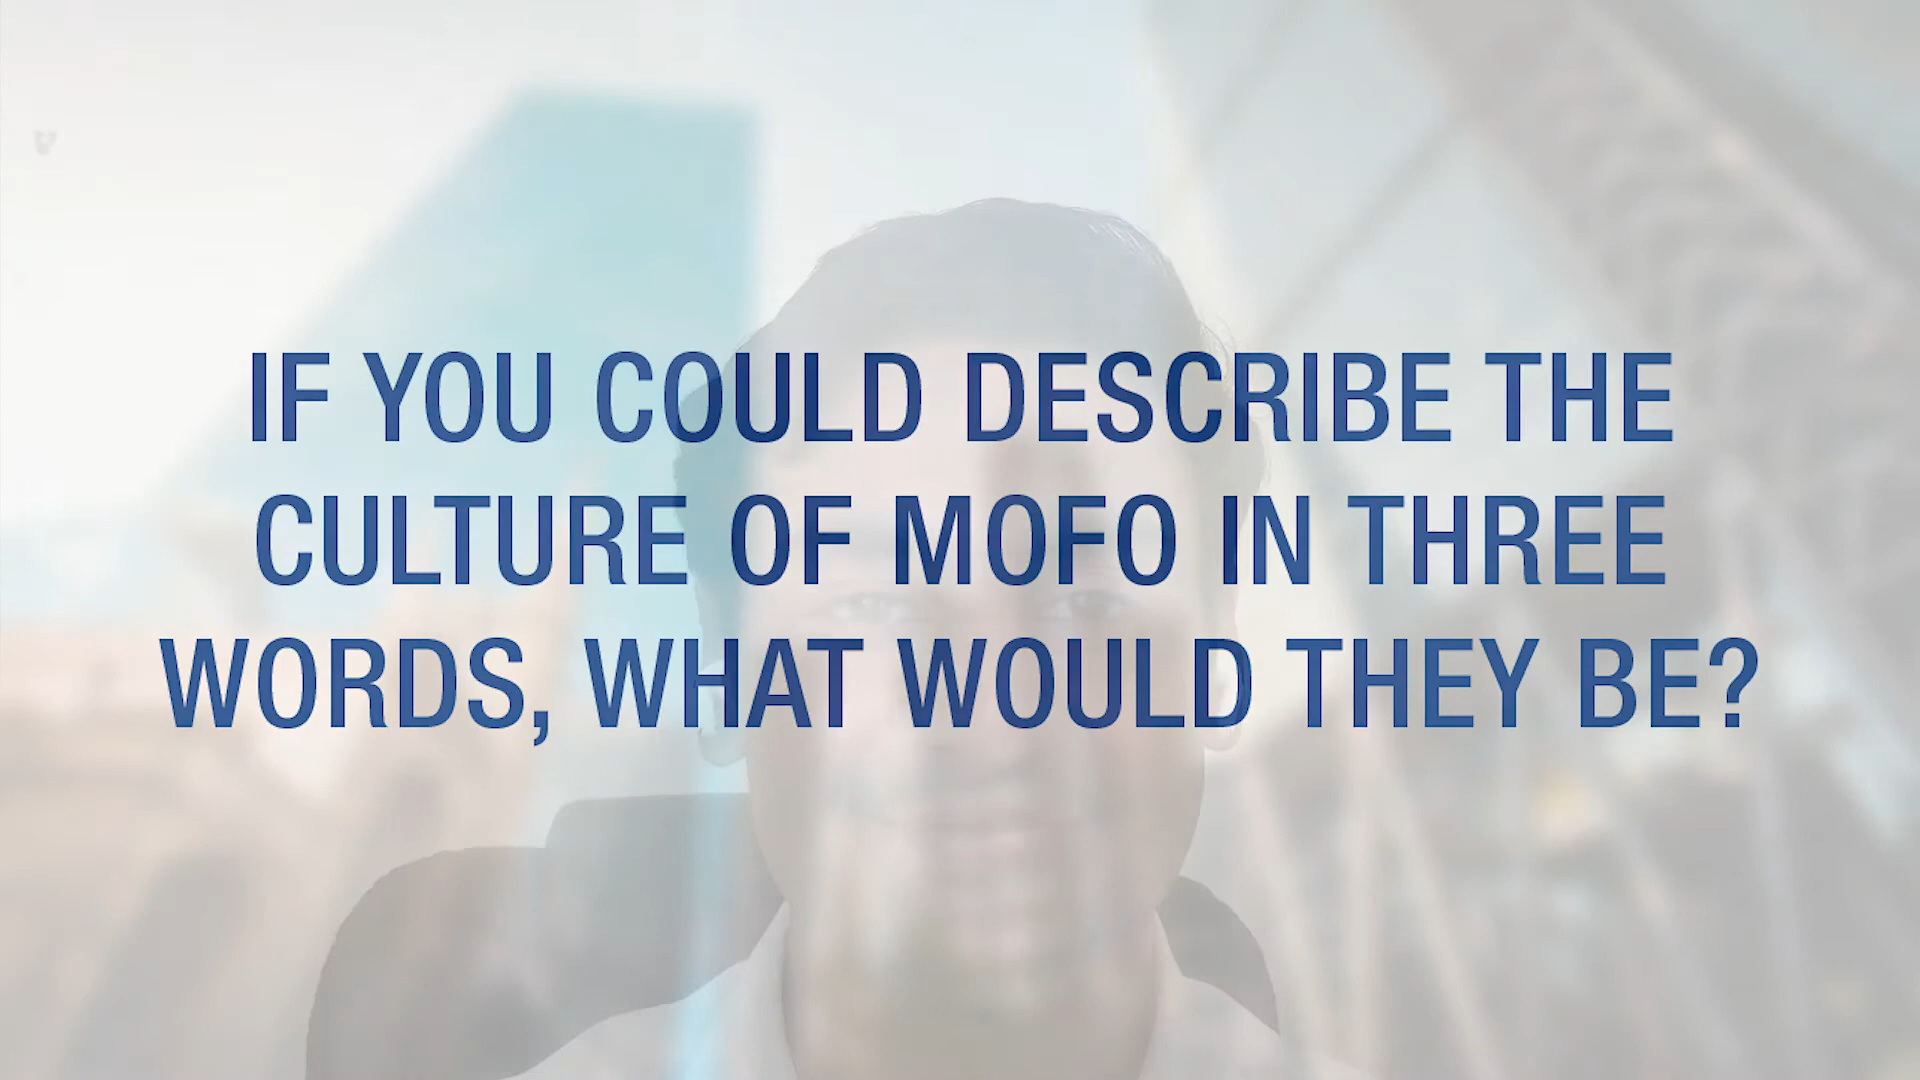 IF YOU COULD DESCRIBE THE
CULTURE OF MOFO IN THREE
WORDS, WHAT WOULD THEY BE?